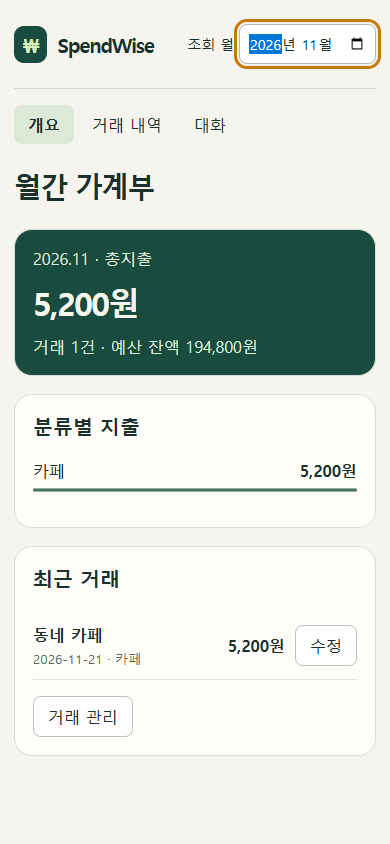 ₩ SpendWise 조회 월 2026년 11월
개요 거래 내역 대화
월간 가계부
2026.11 · 총지출
5,200원
거래 1건 · 예산 잔액 194,800원
분류별 지출
카페 5,200원
최근 거래
동네 카페
2026-11-21 · 카페
5,200원 수정
거래 관리